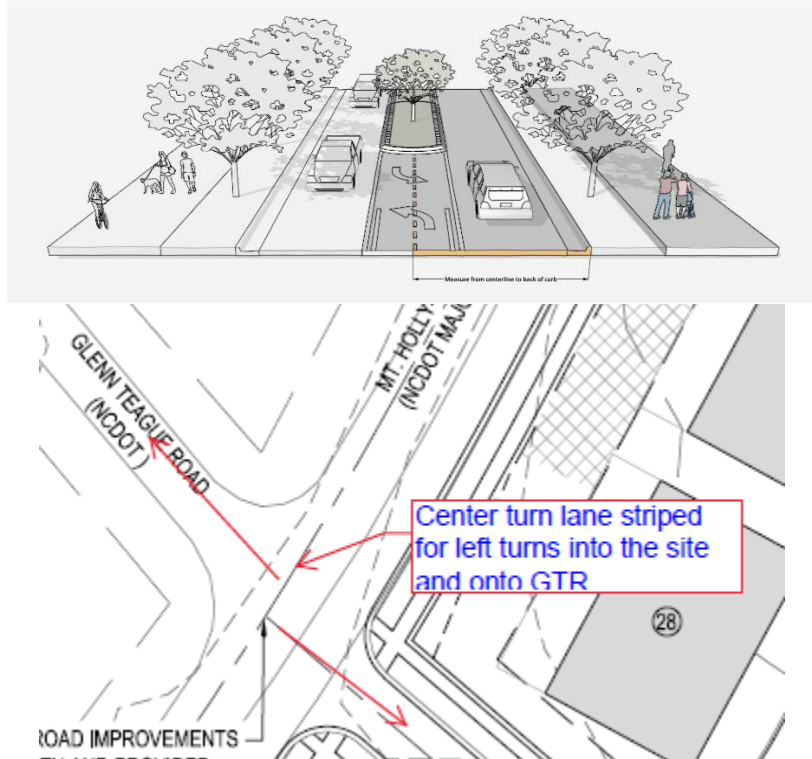 Measure from centerline to back of curb
GLENN TEAGUE ROAD
(NCDOT )
MT. HOLLY
(NCDOT
Center turn lane striped
for left turns into the site
and onto GTR
28
ROAD IMPROVEMENTS